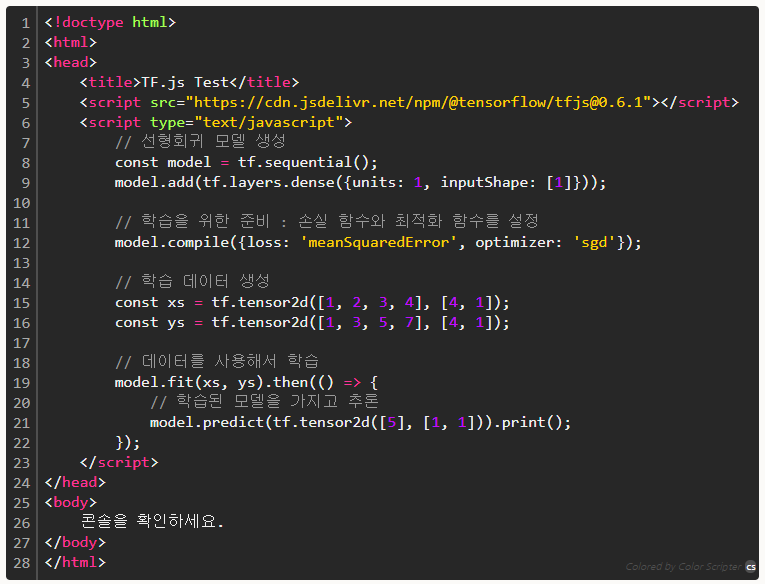 1 <!doctype html>
2 <html>
3 <head>
4     <title>TF.js Test</title>
5     <script src="https://cdn.jsdelivr.net/npm/@tensorflow/tfjs@0.6.1"></script>
6     <script type="text/javascript">
7         // 선형회귀 모델 생성
8         const model = tf.sequential();
9         model.add(tf.layers.dense({units: 1, inputShape: [1]}));
10
11         // 학습을 위한 준비 : 손실 함수와 최적화 함수를 설정
12         model.compile({loss: 'meanSquaredError', optimizer: 'sgd'});
13
14         // 학습 데이터 생성
15         const xs = tf.tensor2d([1, 2, 3, 4], [4, 1]);
16         const ys = tf.tensor2d([1, 3, 5, 7], [4, 1]);
17
18         // 데이터를 사용해서 학습
19         model.fit(xs, ys).then(() => {
20             // 학습된 모델을 가지고 추론
21             model.predict(tf.tensor2d([5], [1, 1])).print();
22         });
23     </script>
24 </head>
25 <body>
26     콘솔을 확인하세요.
27 </body>
28 </html>
Colored by Color Scripter cs